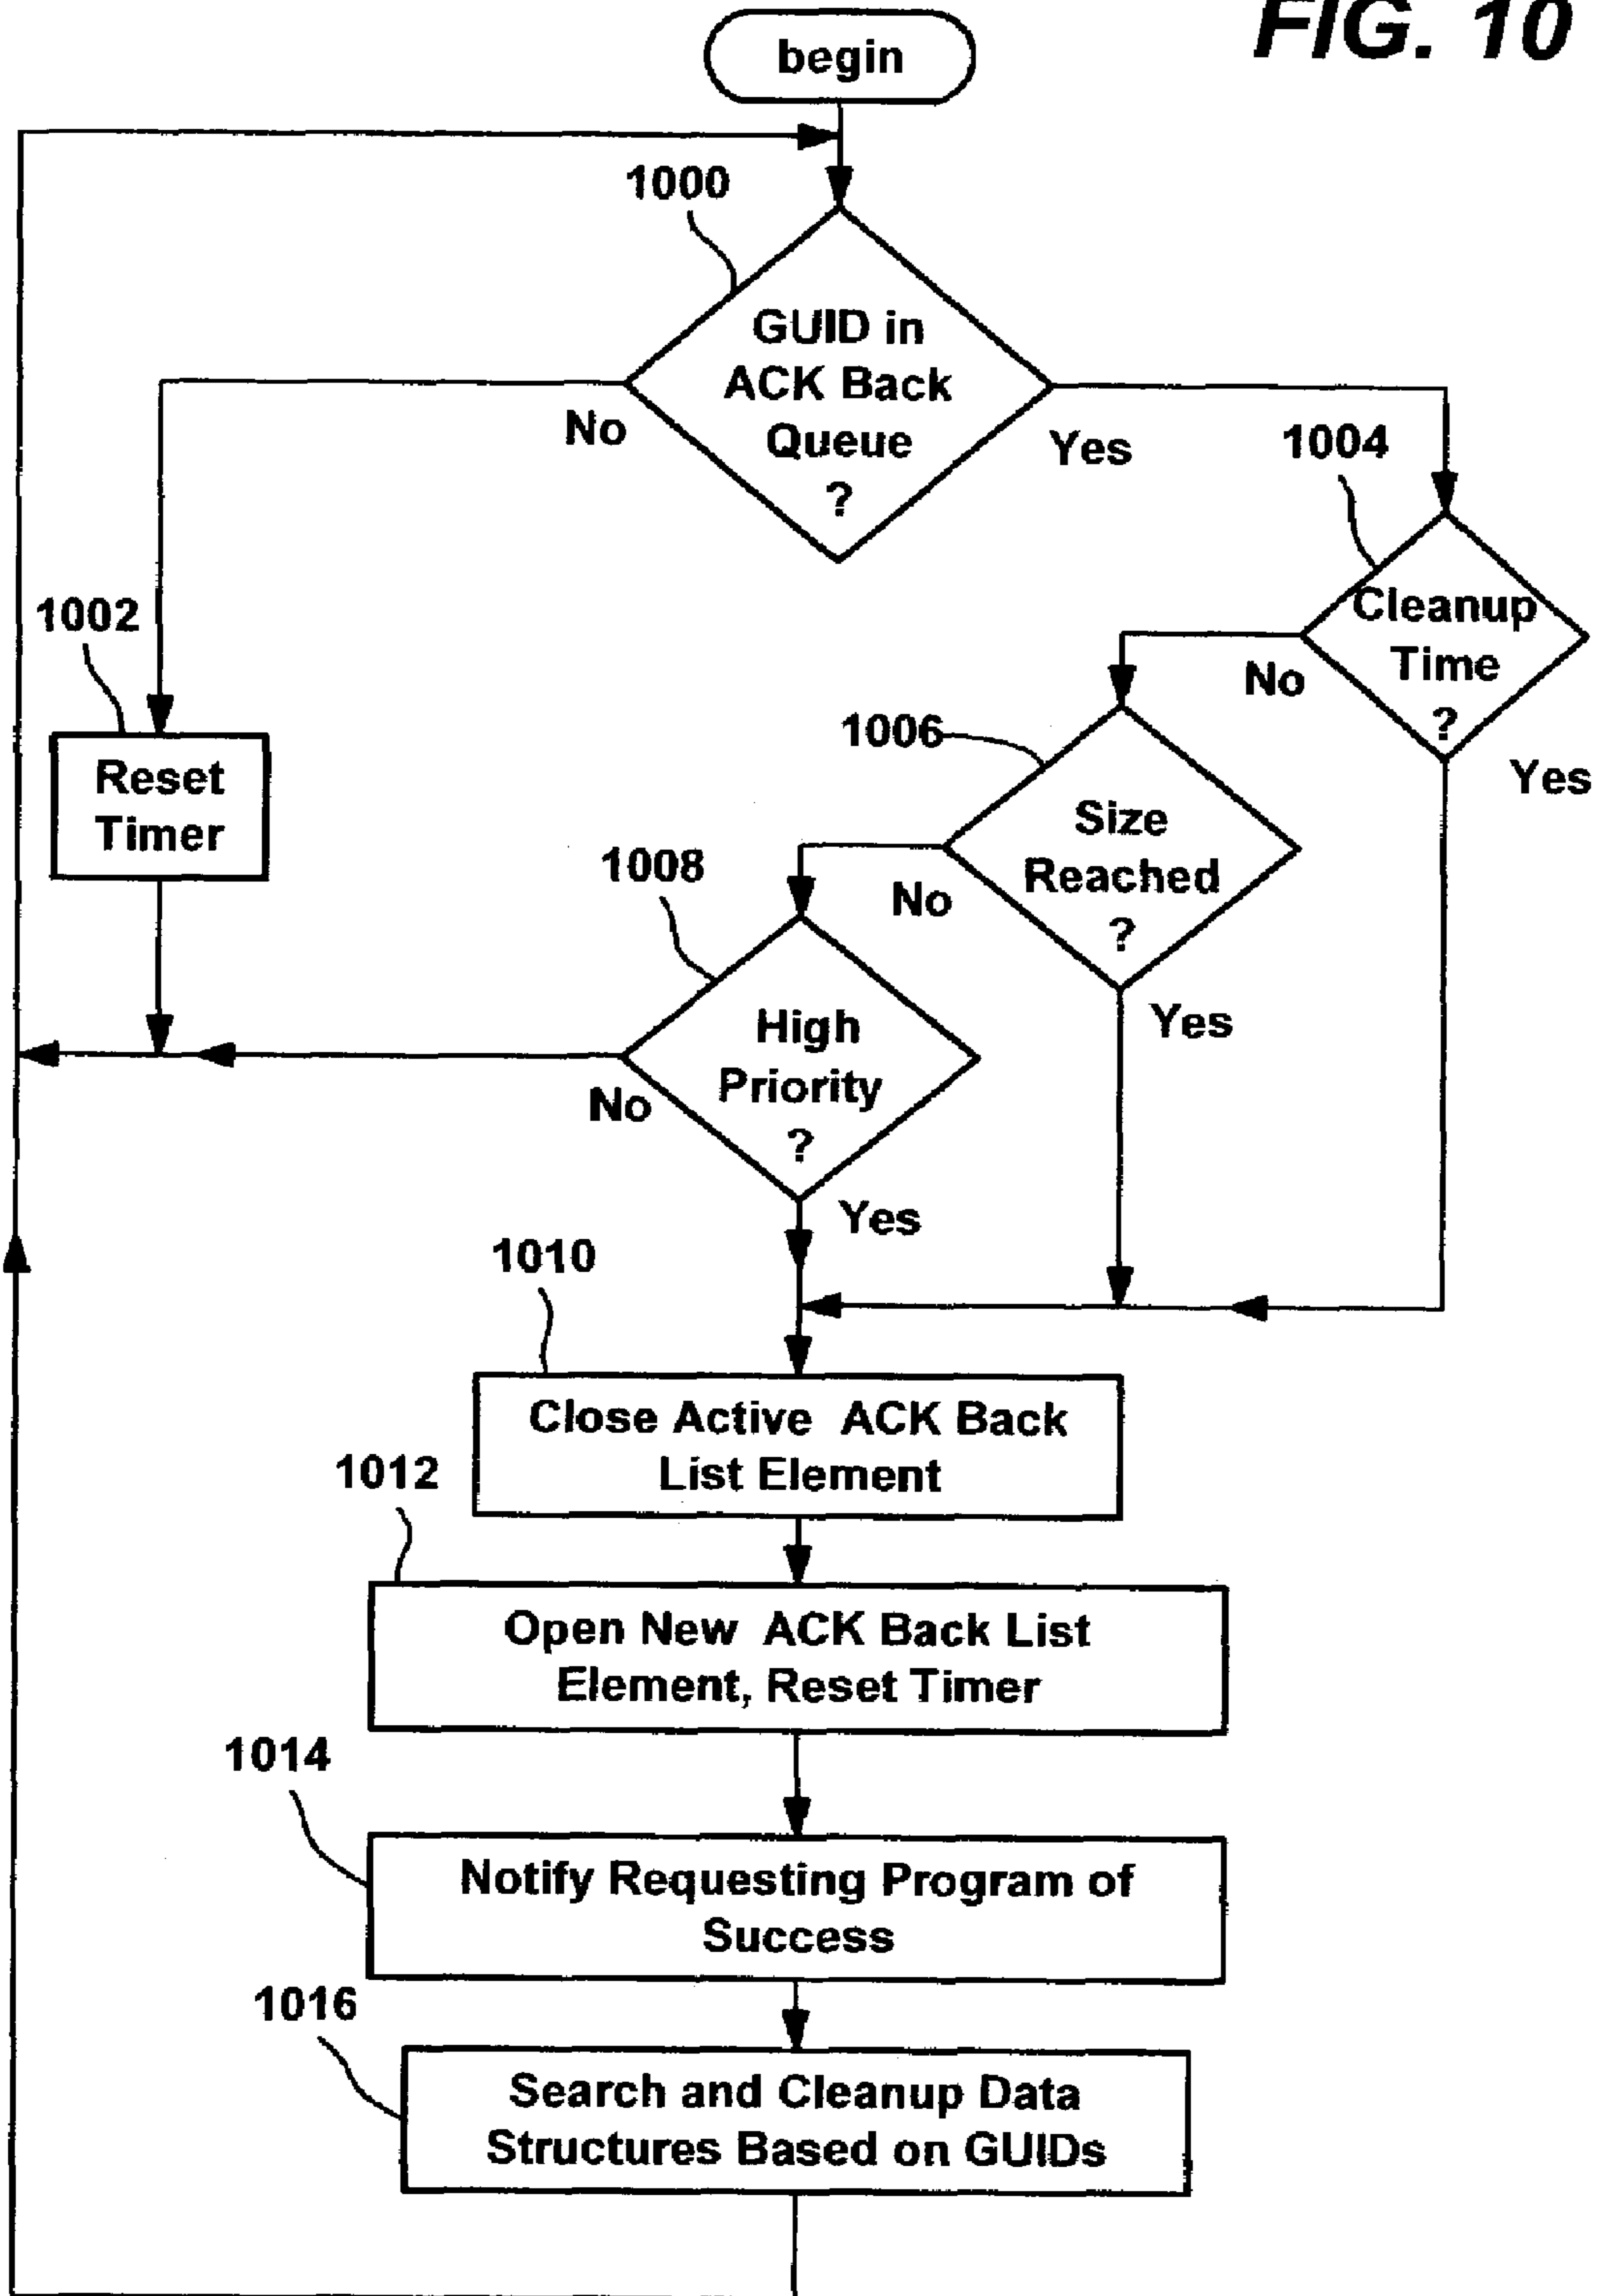 FIG. 10
begin
1000
GUID in
ACK Back
Queue
?
No
Yes
1004
Cleanup
Time
?
No
Yes
1002
Reset
Timer
1006
Size
Reached
?
No
Yes
1008
High
Priority
?
No
Yes
1010
Close Active ACK Back
List Element
1012
Open New ACK Back List
Element, Reset Timer
1014
Notify Requesting Program of
Success
1016
Search and Cleanup Data
Structures Based on GUIDs